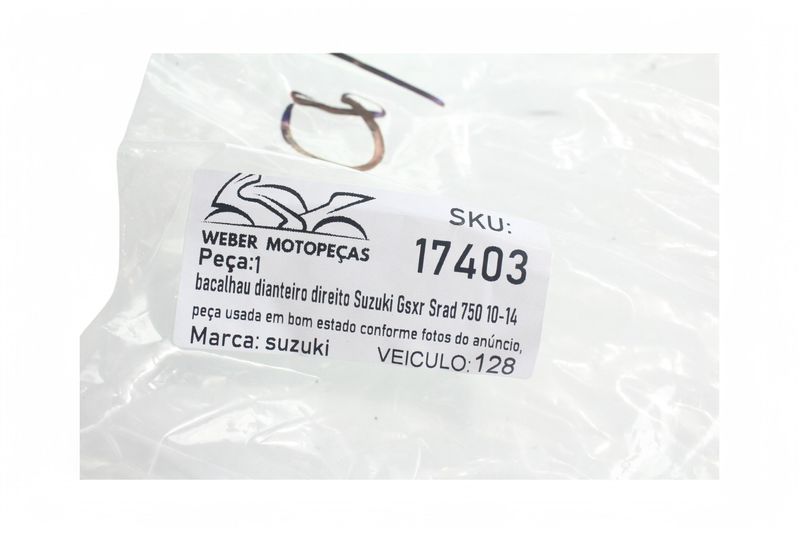 WEBER MOTOPEÇAS
SKU:
17403
Peça:1
bacalhau dianteiro direito Suzuki Gsxr Srad 750 10-14
peça usada em bom estado conforme fotos do anúncio,
Marca: suzuki
VEICULO: 128